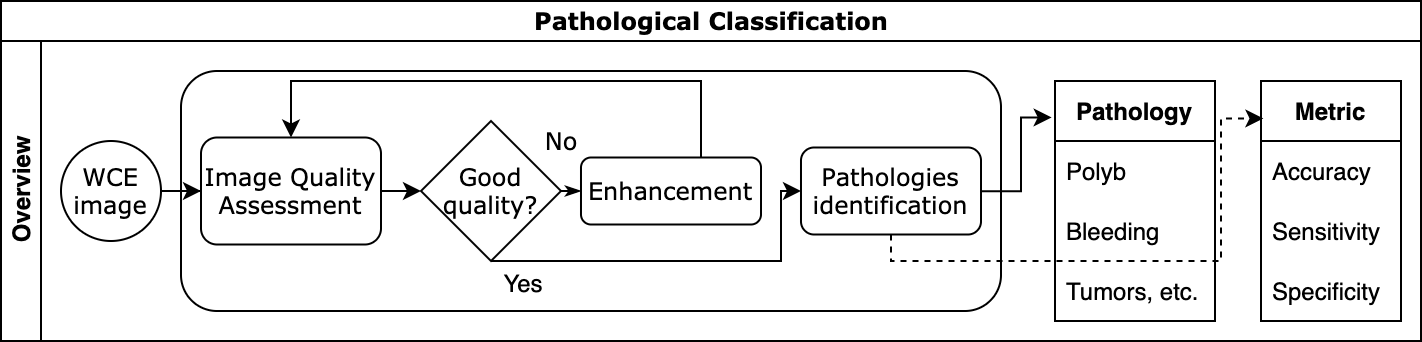 Pathological Classification
Overview
WCE
image
Image Quality
Assessment
Good
quality?
No
Yes
Enhancement
Pathologies
identification
Pathology
Polyb
Bleeding
Tumors, etc.
Metric
Accuracy
Sensitivity
Specificity